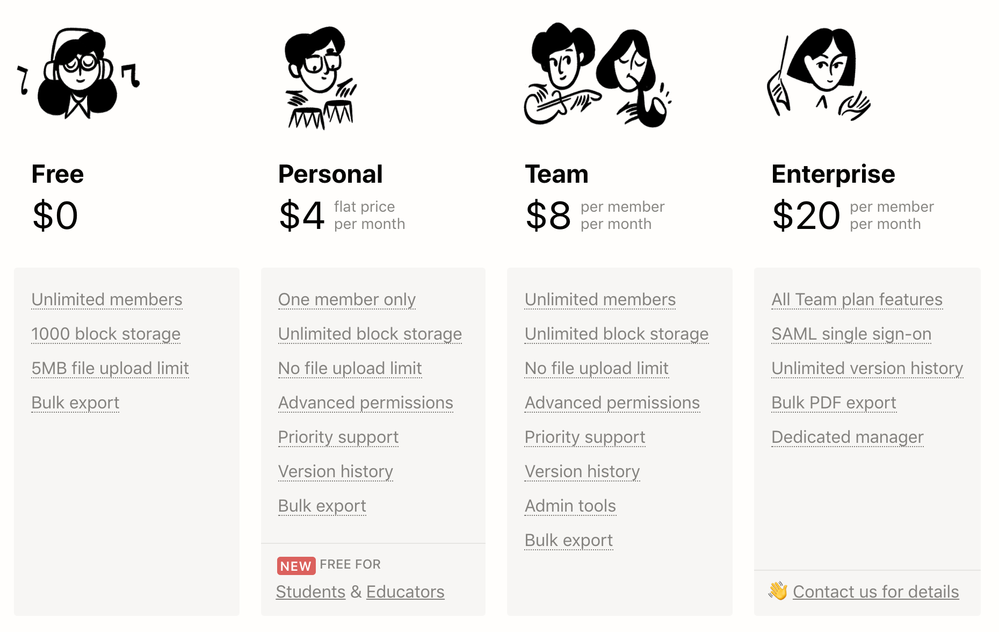 Free
$0
Unlimited members
1000 block storage
5MB file upload limit
Bulk export
Personal
$4 flat price
per month
One member only
Unlimited block storage
No file upload limit
Advanced permissions
Priority support
Version history
Bulk export
NEW FREE FOR
Students & Educators
Team
$8 per member
per month
Unlimited members
Unlimited block storage
No file upload limit
Advanced permissions
Priority support
Version history
Admin tools
Bulk export
Enterprise
$20 per member
per month
All Team plan features
SAML single sign-on
Unlimited version history
Bulk PDF export
Dedicated manager
👋 Contact us for details